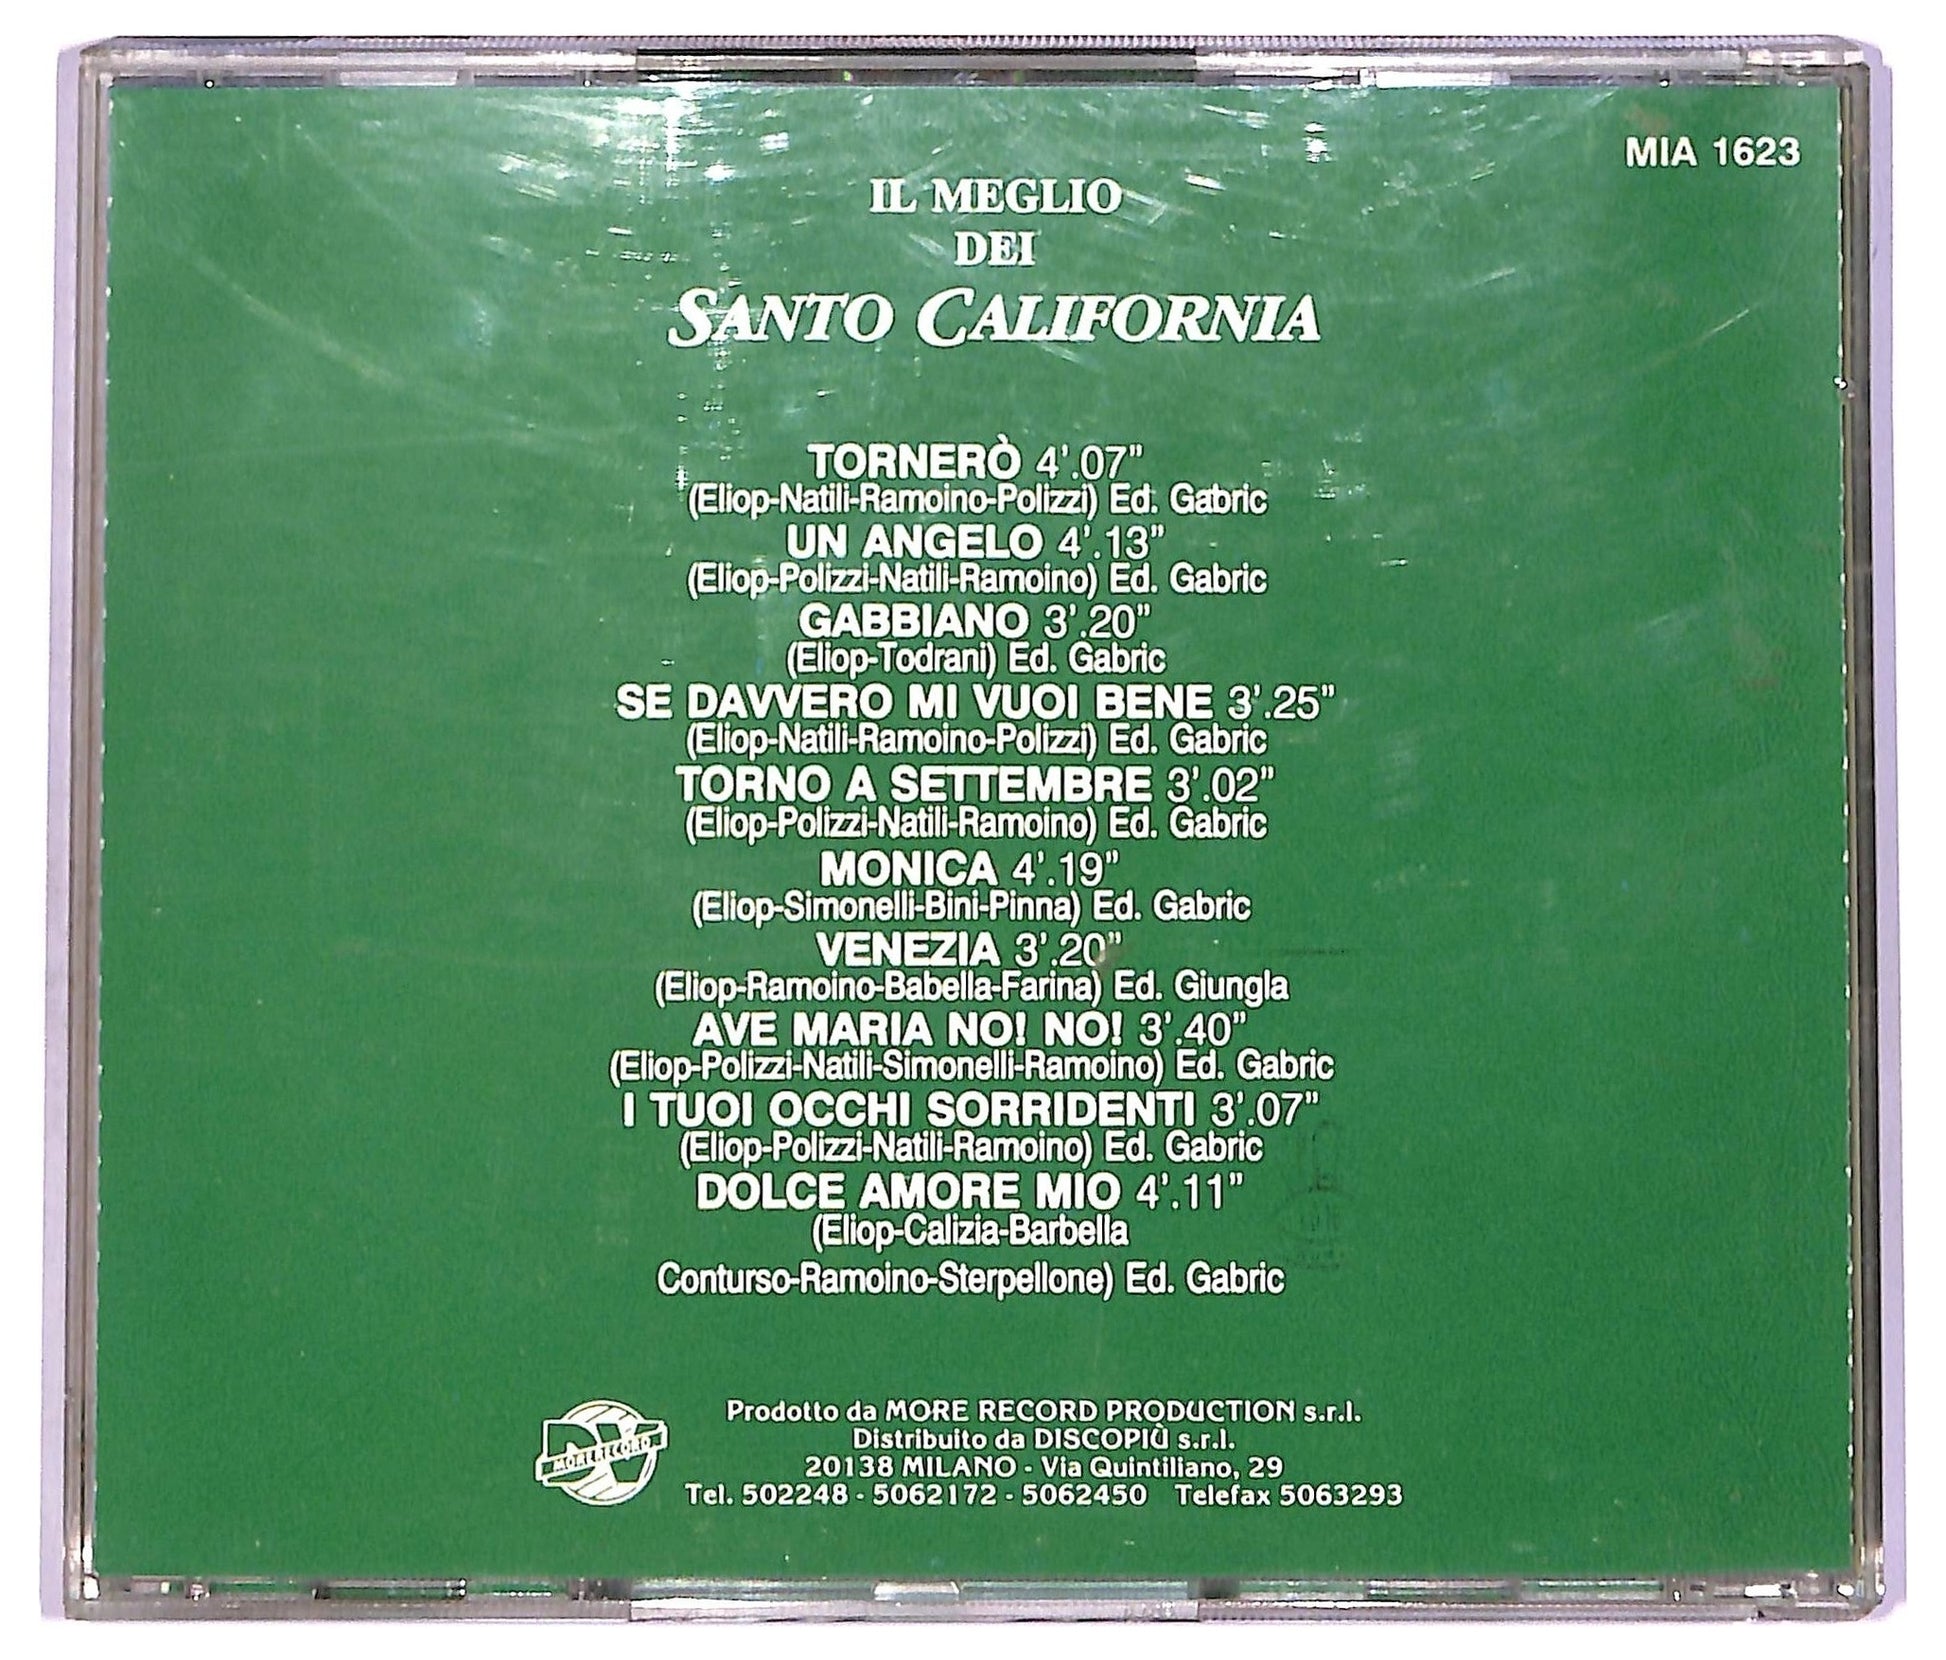 MIA 1623
IL MEGLIO
DEI
SANTO CALIFORNIA
TORNERÒ 4'.07"
(Eliop-Natili-Ramoino-Polizzi) Ed. Gabric
UN ANGELO 4'.13"
(Eliop-Polizzi-Natili-Ramoino) Ed. Gabric
GABBIANO 3'.20"
(Eliop-Todrani) Ed. Gabric
SE DAVVERO MI VUOI BENE 3'.25"
(Eliop-Natili-Ramoino-Polizzi) Ed. Gabric
TORNO A SETTEMBRE 3'.02"
(Eliop-Polizzi-Natili-Ramoino) Ed. Gabric
MONICA 4'.19"
(Eliop-Simonelli-Bini-Pinna) Ed. Gabric
VENEZIA 3'.20"
(Eliop-Ramoino-Babella-Farina) Ed. Giungla
AVE MARIA NO! NO! 3'.40"
(Eliop-Polizzi-Natili-Simonelli-Ramoino) Ed. Gabric
I TUOI OCCHI SORRIDENTI 3'.07"
(Eliop-Polizzi-Natili-Ramoino) Ed. Gabric
DOLCE AMORE MIO 4'.11"
(Eliop-Calizia-Barbella
Conturso-Ramoino-Sterpellone) Ed. Gabric
MORE RECORD
Prodotto da MORE RECORD PRODUCTION s.r.l.
Distribuito da DISCOPIÙ s.r.l.
20138 MILANO - Via Quintiliano, 29
Tel. 502248 - 5062172 - 5062450 Telefax 5063293